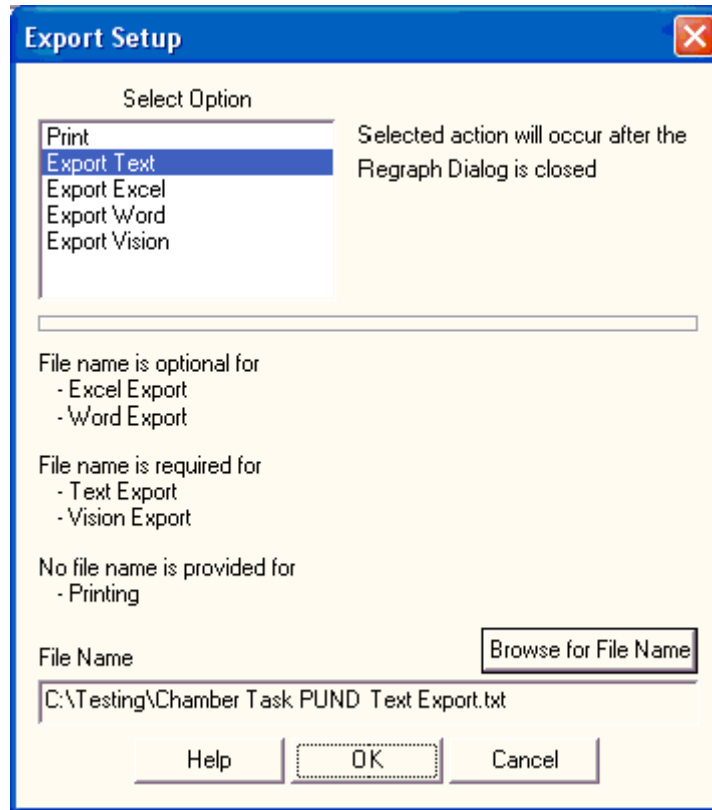 Export Setup
Select Option
Print
Export Text
Export Excel
Export Word
Export Vision
Selected action will occur after the
Regraph Dialog is closed
File name is optional for
- Excel Export
- Word Export
File name is required for
- Text Export
- Vision Export
No file name is provided for
- Printing
File Name
Browse for File Name
C:\Testing\Chamber Task PUND Text Export.txt
Help
OK
Cancel